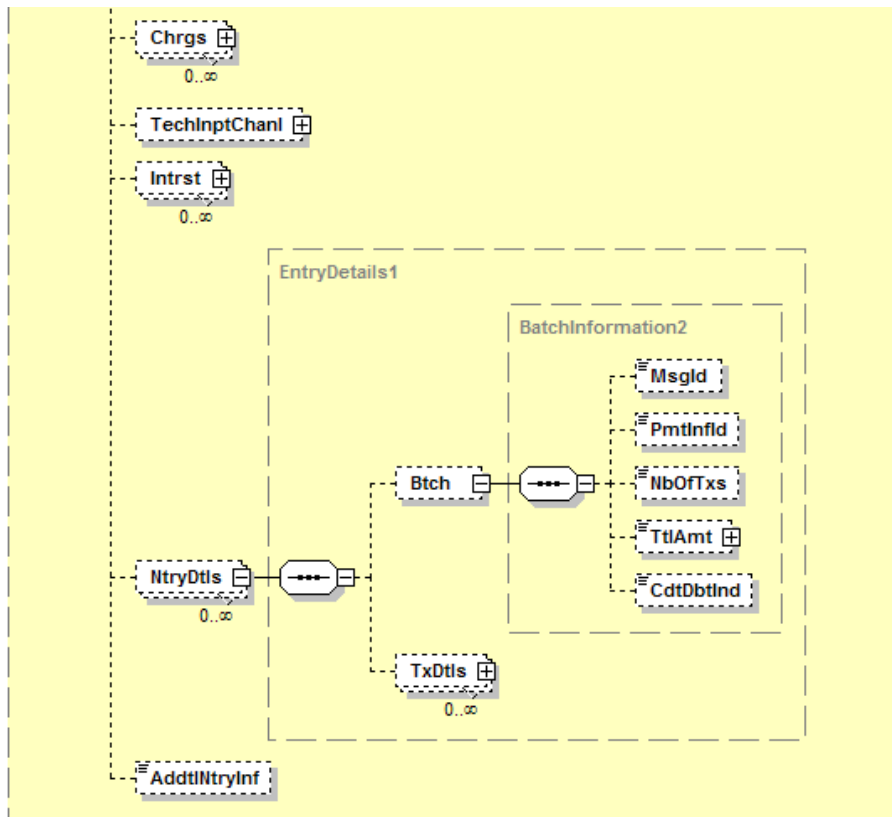 Chrgs
0..∞
TechInptChanl
Intrst
0..∞
EntryDetails1
BatchInformation2
MsgId
PmtInfId
Btch
NbOfTxs
TtlAmt
NtryDtls
CdtDbtInd
0..∞
TxDtls
0..∞
AddtlNtryInf